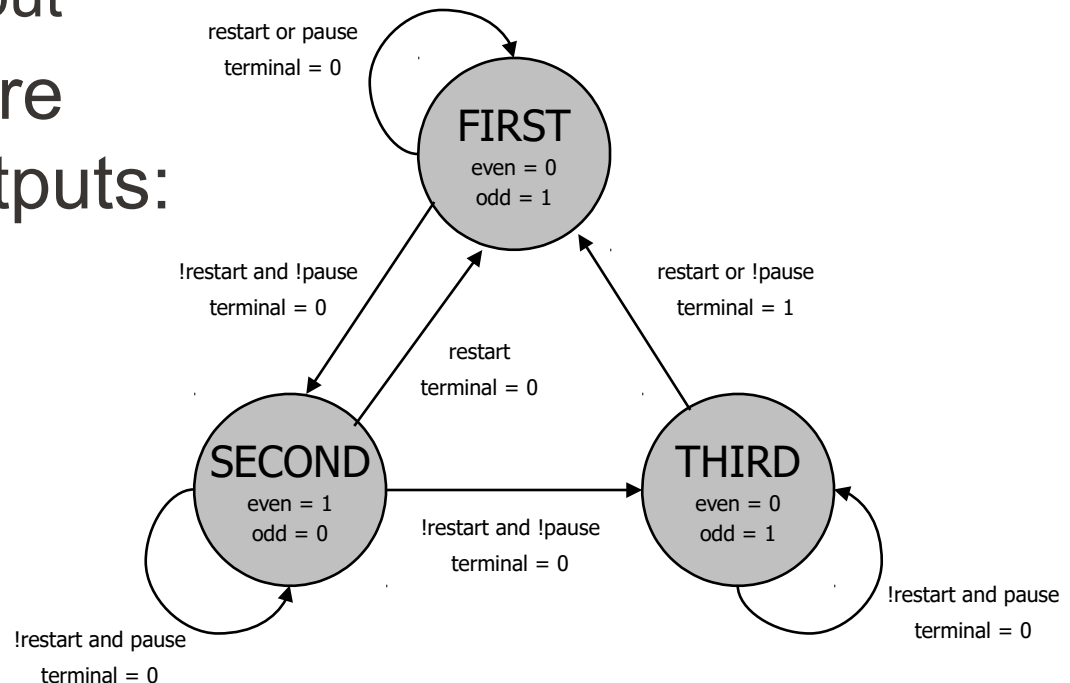 re
tputs:
restart or pause
terminal = 0
FIRST
even = 0
odd = 1
!restart and !pause
terminal = 0
restart or !pause
terminal = 1
restart
terminal = 0
SECOND
even = 1
odd = 0
THIRD
even = 0
odd = 1
!restart and !pause
terminal = 0
!restart and pause
terminal = 0
!restart and pause
terminal = 0